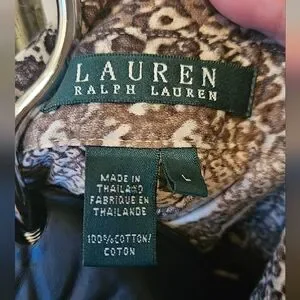 LAUREN
RALPH LAUREN
L
MADE IN
THAILAND
FABRIQUE EN
THAILANDE
100% COTTON/
COTON